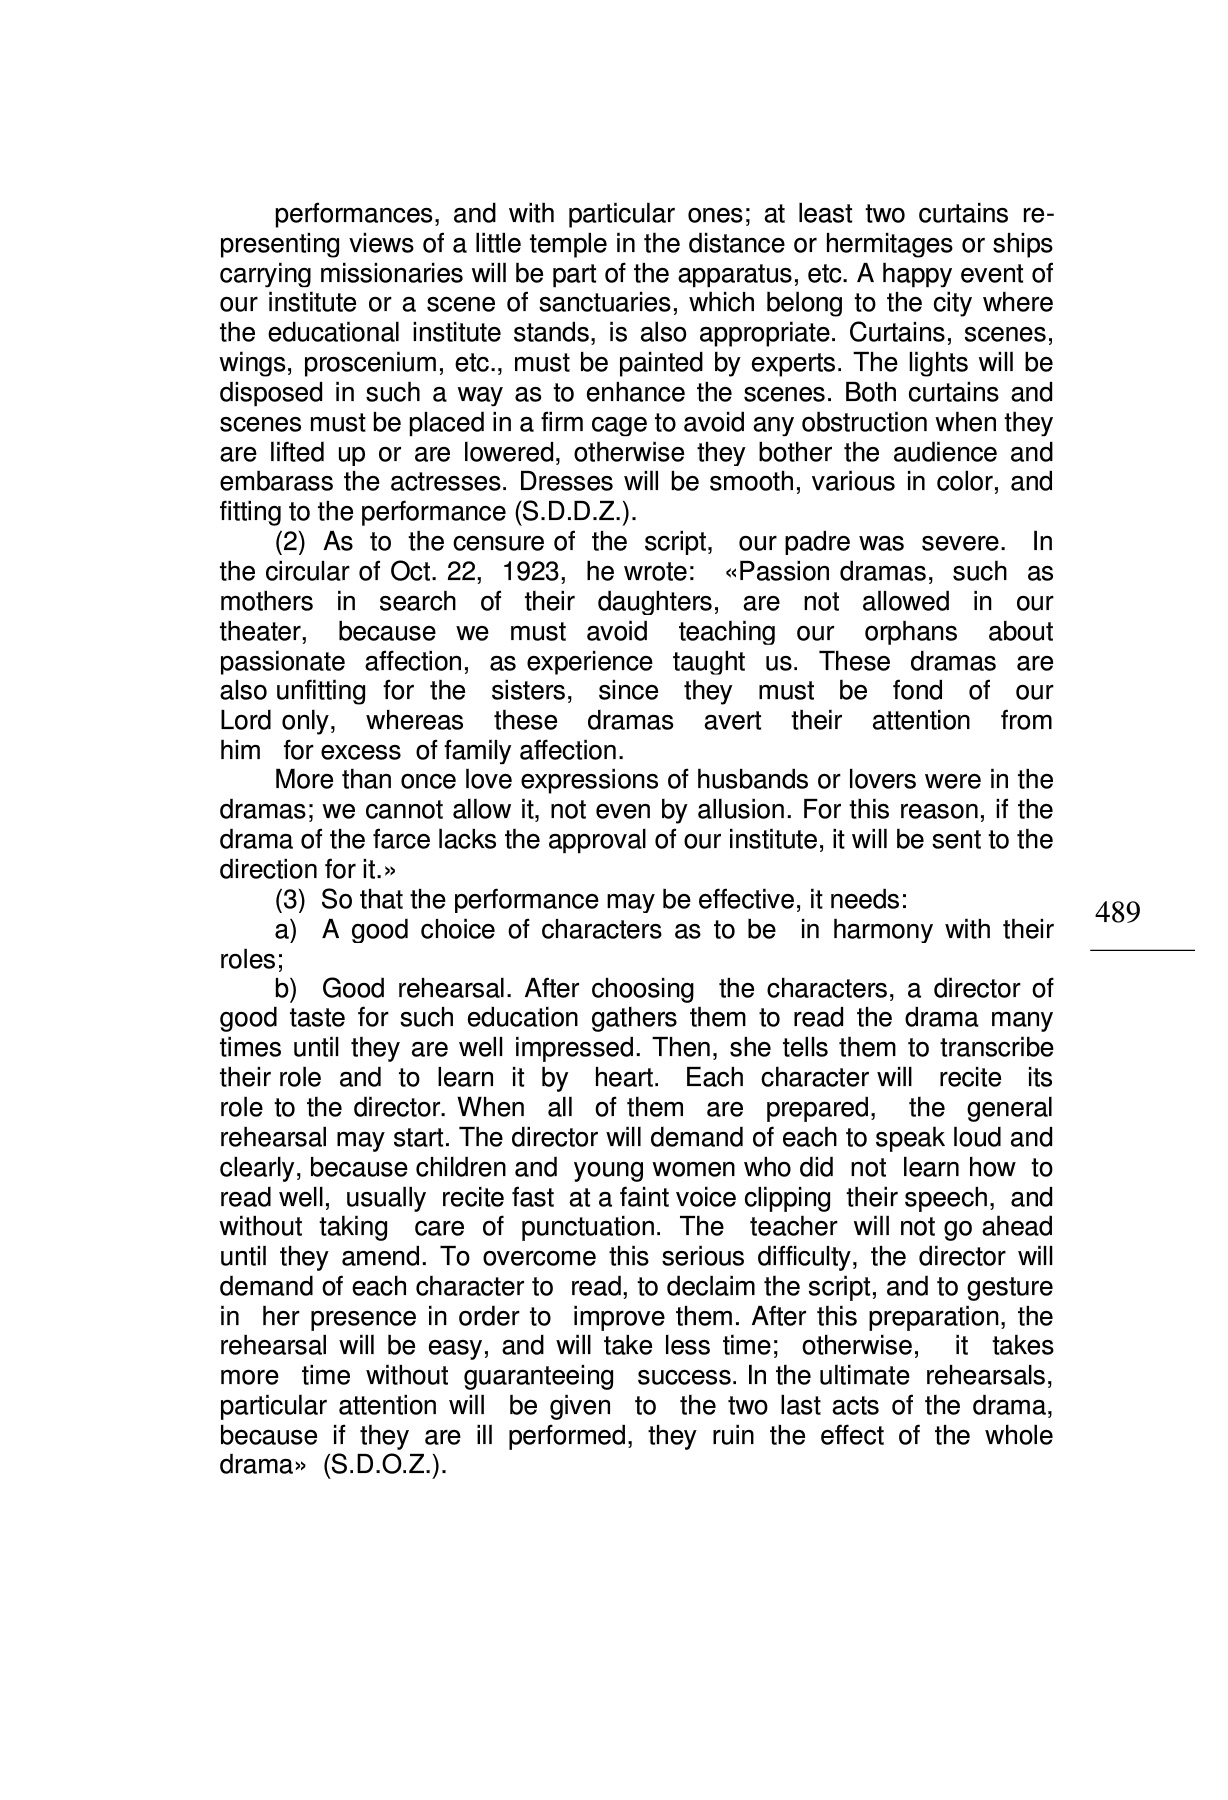 performances, and with particular ones; at least two curtains re-
presenting views of a little temple in the distance or hermitages or ships
carrying missionaries will be part of the apparatus, etc. A happy event of
our institute or a scene of sanctuaries, which belong to the city where
the educational institute stands, is also appropriate. Curtains, scenes,
wings, proscenium, etc., must be painted by experts. The lights will be
disposed in such a way as to enhance the scenes. Both curtains and
scenes must be placed in a firm cage to avoid any obstruction when they
are lifted up or are lowered, otherwise they bother the audience and
embarass the actresses. Dresses will be smooth, various in color, and
fitting to the performance (S.D.D.Z.).
(2) As to the censure of the script, our padre was severe. In
the circular of Oct. 22, 1923, he wrote: «Passion dramas, such as
mothers in search of their daughters, are not allowed in our
theater, because we must avoid teaching our orphans about
passionate affection, as experience taught us. These dramas are
also unfitting for the sisters, since they must be fond of our
Lord only, whereas these dramas avert their attention from
him for excess of family affection.
More than once love expressions of husbands or lovers were in the
dramas; we cannot allow it, not even by allusion. For this reason, if the
drama of the farce lacks the approval of our institute, it will be sent to the
direction for it.»
(3) So that the performance may be effective, it needs:
a) A good choice of characters as to be in harmony with their
roles;
b) Good rehearsal. After choosing the characters, a director of
good taste for such education gathers them to read the drama many
times until they are well impressed. Then, she tells them to transcribe
their role and to learn it by heart. Each character will recite its
role to the director. When all of them are prepared, the general
rehearsal may start. The director will demand of each to speak loud and
clearly, because children and young women who did not learn how to
read well, usually recite fast at a faint voice clipping their speech, and
without taking care of punctuation. The teacher will not go ahead
until they amend. To overcome this serious difficulty, the director will
demand of each character to read, to declaim the script, and to gesture
in her presence in order to improve them. After this preparation, the
rehearsal will be easy, and will take less time; otherwise, it takes
more time without guaranteeing success. In the ultimate rehearsals,
particular attention will be given to the two last acts of the drama,
because if they are ill performed, they ruin the effect of the whole
drama» (S.D.O.Z.).
489